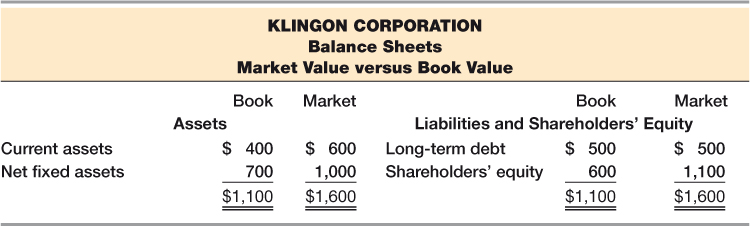 KLINGON CORPORATION
Balance Sheets
Market Value versus Book Value
Book Market Book Market
Assets Liabilities and Shareholders’ Equity
Current assets $ 400 $ 600 Long-term debt $ 500 $ 500
Net fixed assets 700 1,000 Shareholders’ equity 600 1,100
$1,100 $1,600 $1,100 $1,600